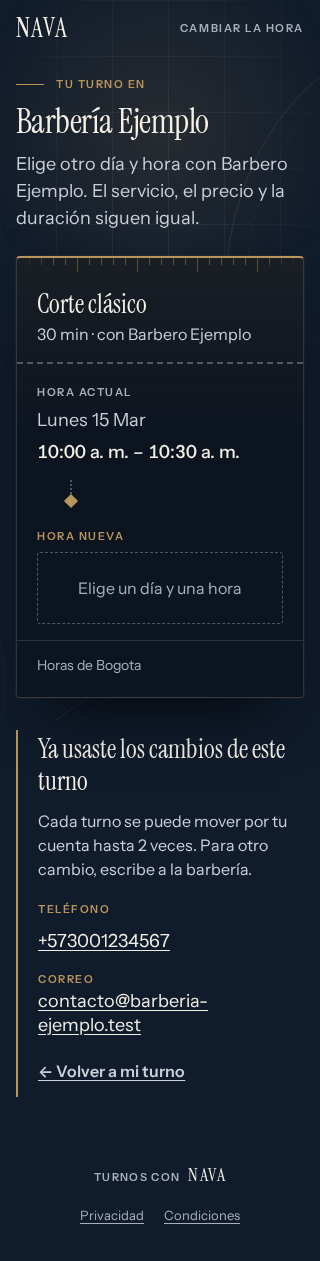 NAVA
CAMBIAR LA HORA
TU TURNO EN
Barbería Ejemplo
Elige otro día y hora con Barbero
Ejemplo. El servicio, el precio y la
duración siguen igual.
Corte clásico
30 min · con Barbero Ejemplo
HORA ACTUAL
Lunes 15 Mar
10:00 a. m. – 10:30 a. m.
HORA NUEVA
Elige un día y una hora
Horas de Bogota
Ya usaste los cambios de este
turno
Cada turno se puede mover por tu
cuenta hasta 2 veces. Para otro
cambio, escribe a la barbería.
TELÉFONO
+573001234567
CORREO
contacto@barberia-
ejemplo.test
← Volver a mi turno
TURNOS CON NAVA
Privacidad
Condiciones